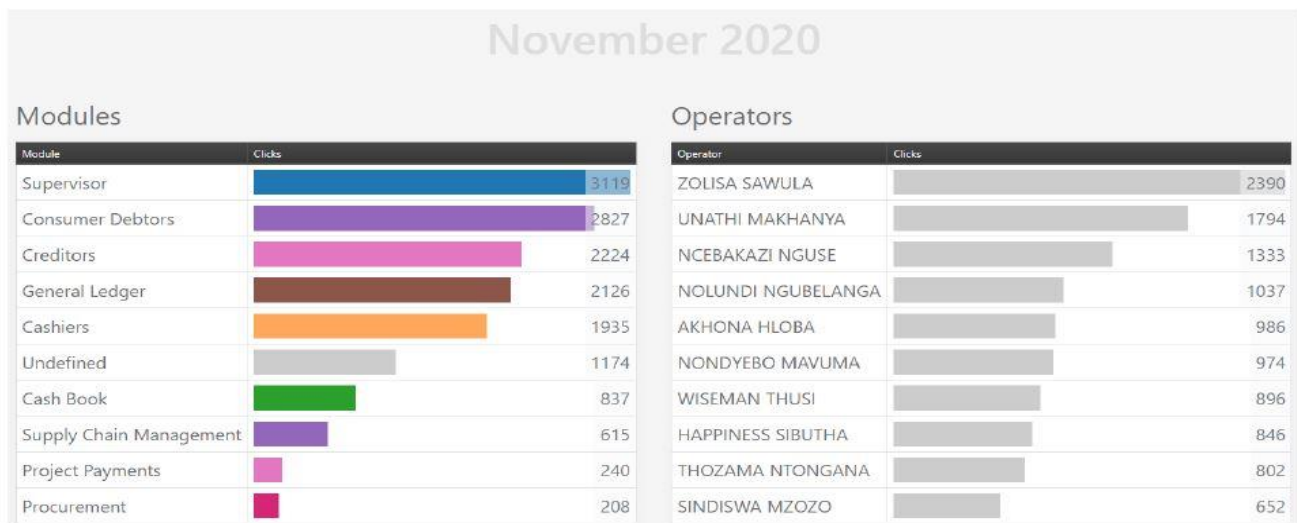 November 2020
Modules
Module Clicks
Supervisor 3119
Consumer Debtors 2827
Creditors 2224
General Ledger 2126
Cashiers 1935
Undefined 1174
Cash Book 837
Supply Chain Management 615
Project Payments 240
Procurement 208
Operators
Operator Clicks
ZOLISA SAWULA 2390
UNATHI MAKHANYA 1794
NCEBAKAZI NGUSE 1333
NOLUNDI NGUBELANGA 1037
AKHONA HLOBA 986
NONDYEBO MAVUMA 974
WISEMAN THUSI 896
HAPPINESS SIBUTHA 846
THOZAMA NTONGANA 802
SINDISWA MZOZO 652